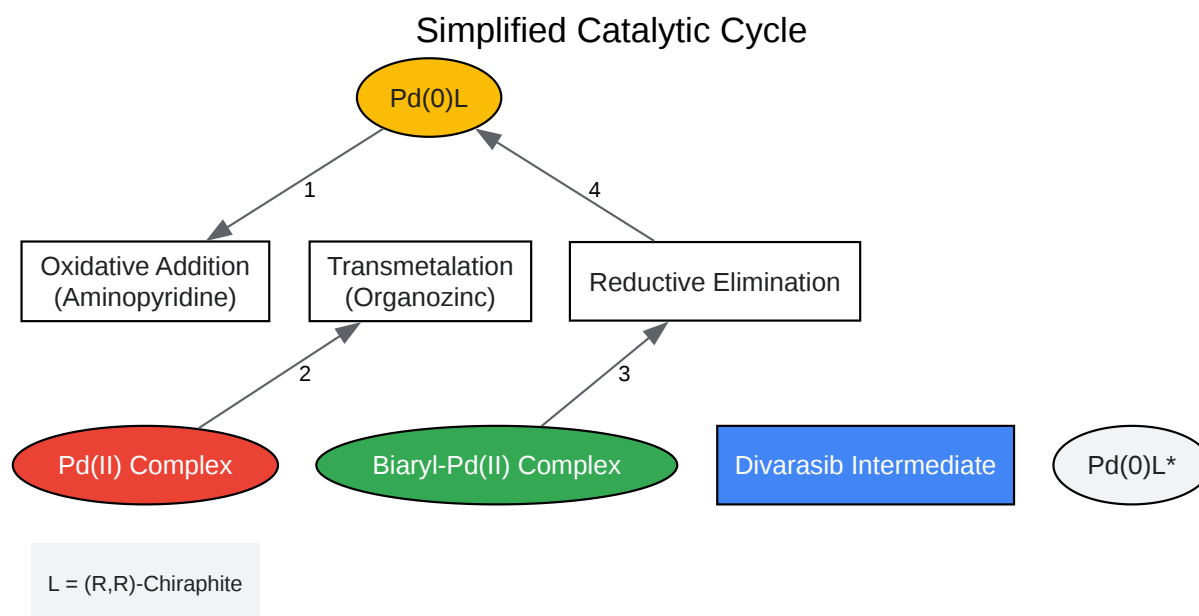 Simplified Catalytic Cycle
Pd(0)L
1
4
Oxidative Addition
(Aminopyridine)
Transmetalation
(Organozinc)
Reductive Elimination
2
3
Pd(II) Complex
Biaryl-Pd(II) Complex
Divarasib Intermediate
Pd(0)L*
L = (R,R)-Chiraphite